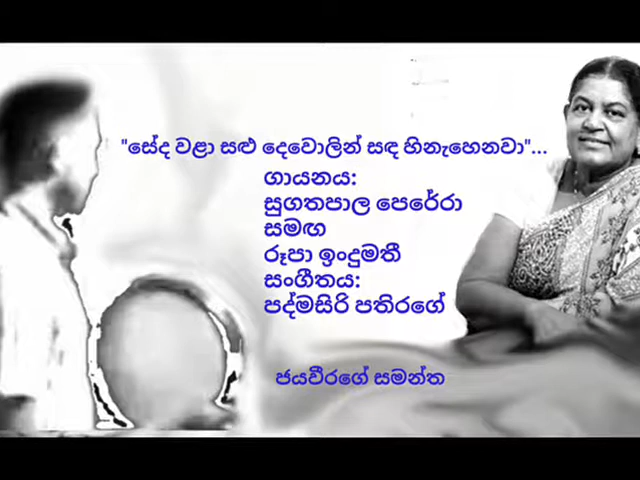 "සේද වළා සළු දෙවොලින් සඳ හිනැහෙනවා"...
ගායනය:
සුගතපාල පෙරේරා
සමඟ
රූපා ඉංදුමතී
සංගීතය:
පද්මසිරි පතිරගේ
ජයවීරගේ සමන්ත